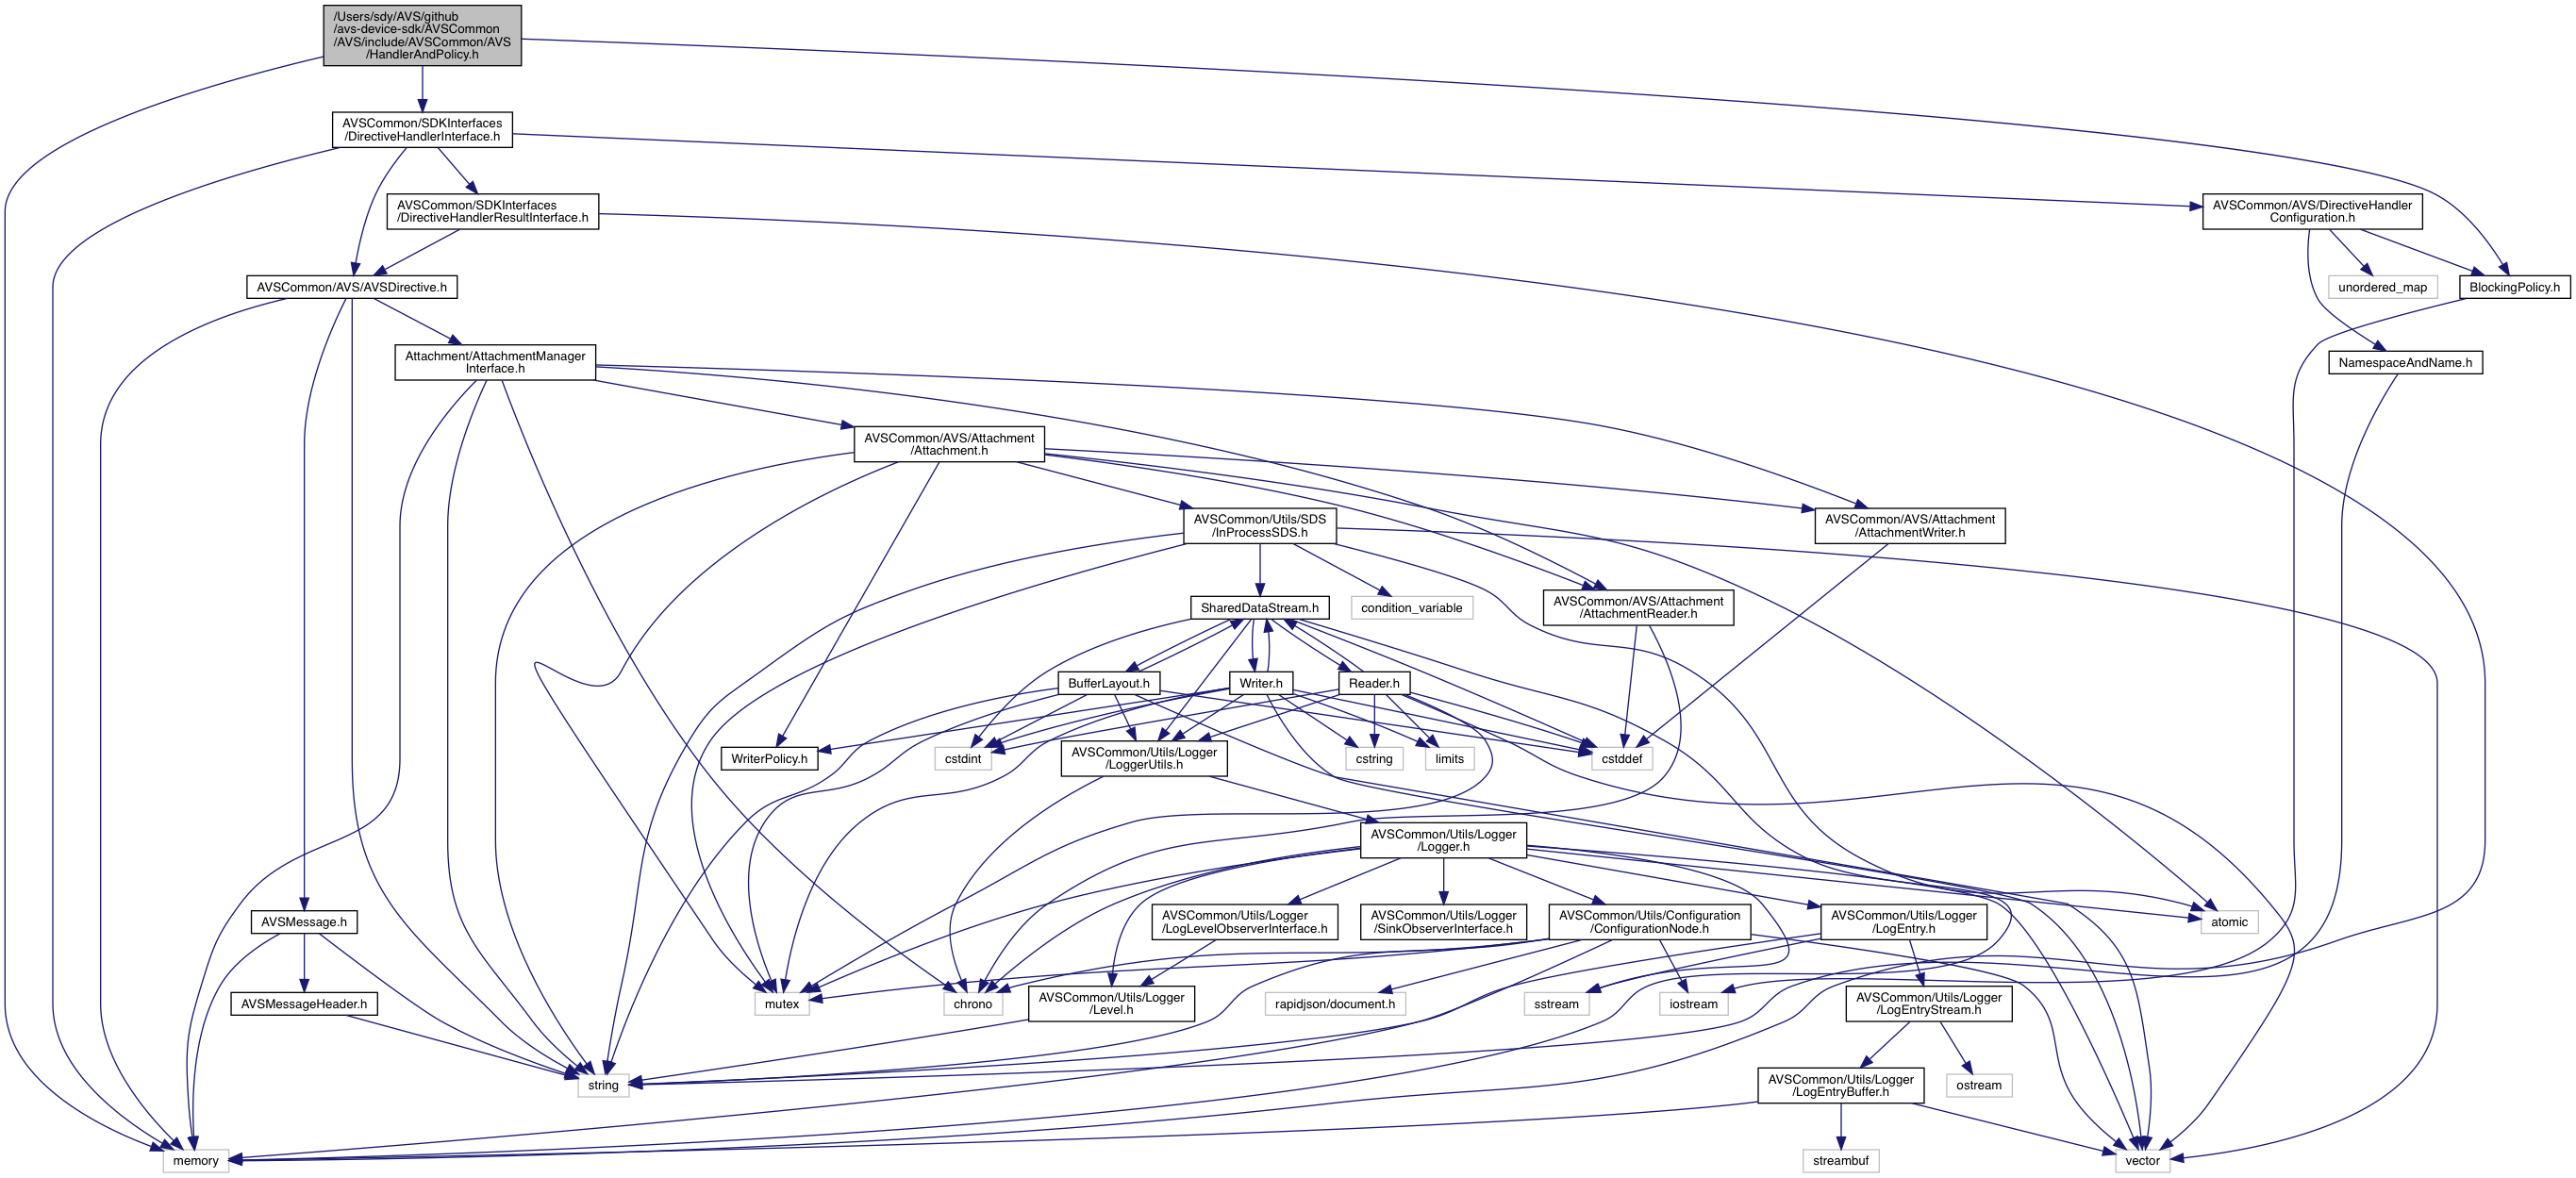 /Users/sdy/AVS/github
/avs-device-sdk/AVSCommon
/AVS/include/AVSCommon/AVS
/HandlerAndPolicy.h
AVSCommon/SDKInterfaces
/DirectiveHandlerInterface.h
AVSCommon/SDKInterfaces
/DirectiveHandlerResultInterface.h
AVSCommon/AVS/DirectiveHandler
Configuration.h
AVSCommon/AVS/AVSDirective.h
unordered_map
BlockingPolicy.h
Attachment/AttachmentManager
Interface.h
NamespaceAndName.h
AVSCommon/AVS/Attachment
/Attachment.h
AVSCommon/Utils/SDS
/InProcessSDS.h
AVSCommon/AVS/Attachment
/AttachmentWriter.h
SharedDataStream.h
condition_variable
AVSCommon/AVS/Attachment
/AttachmentReader.h
BufferLayout.h
Writer.h
Reader.h
WriterPolicy.h
cstdint
AVSCommon/Utils/Logger
/LoggerUtils.h
cstring
limits
cstddef
AVSCommon/Utils/Logger
/Logger.h
AVSMessage.h
AVSCommon/Utils/Logger
/LogLevelObserverInterface.h
AVSCommon/Utils/Logger
/SinkObserverInterface.h
AVSCommon/Utils/Configuration
/ConfigurationNode.h
AVSCommon/Utils/Logger
/LogEntry.h
atomic
AVSMessageHeader.h
mutex
chrono
AVSCommon/Utils/Logger
/Level.h
rapidjson/document.h
sstream
iostream
AVSCommon/Utils/Logger
/LogEntryStream.h
string
AVSCommon/Utils/Logger
/LogEntryBuffer.h
ostream
memory
streambuf
vector